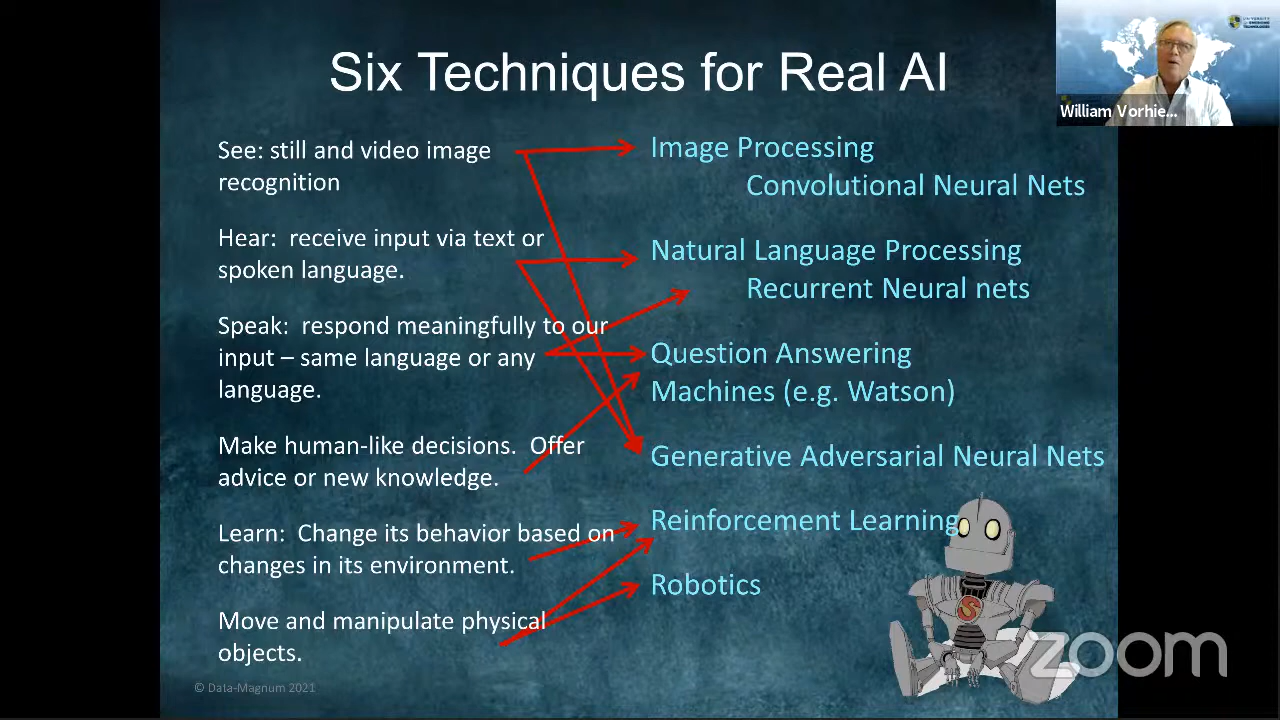 Six Techniques for Real AI
See: still and video image
recognition
Hear:  receive input via text or
spoken language.
Speak:  respond meaningfully to our
input – same language or any
language.
Make human-like decisions.  Offer
advice or new knowledge.
Learn:  Change its behavior based on
changes in its environment.
Move and manipulate physical
objects.
Image Processing
Convolutional Neural Nets
Natural Language Processing
Recurrent Neural nets
Question Answering
Machines (e.g. Watson)
Generative Adversarial Neural Nets
Reinforcement Learning
Robotics
S
© Data-Magnum 2021
William Vorhie...
zoom